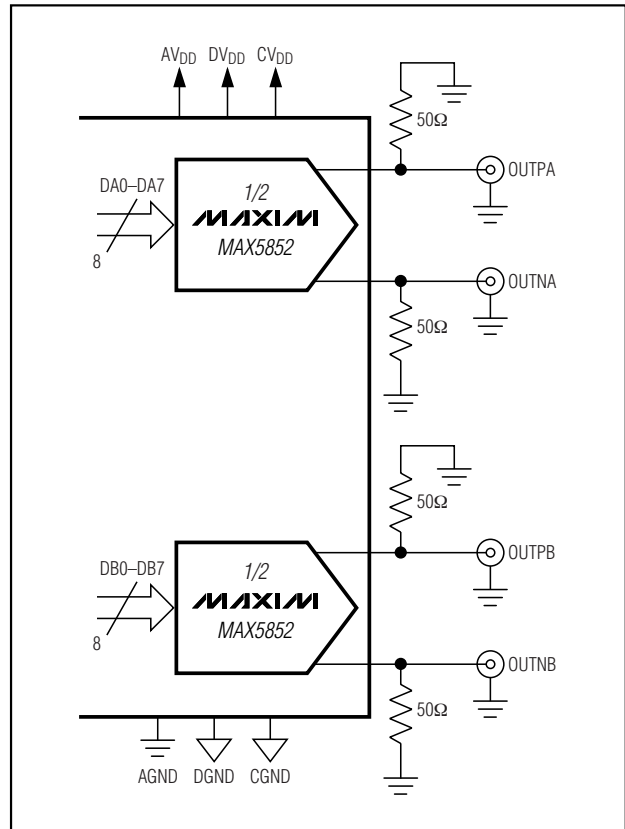 AVDD DVDD CVDD
50Ω
DA0–DA7
8
1/2
MAXIM
MAX5852
OUTPA
OUTNA
50Ω
50Ω
DB0–DB7
8
1/2
MAXIM
MAX5852
OUTPB
OUTNB
50Ω
AGND DGND CGND